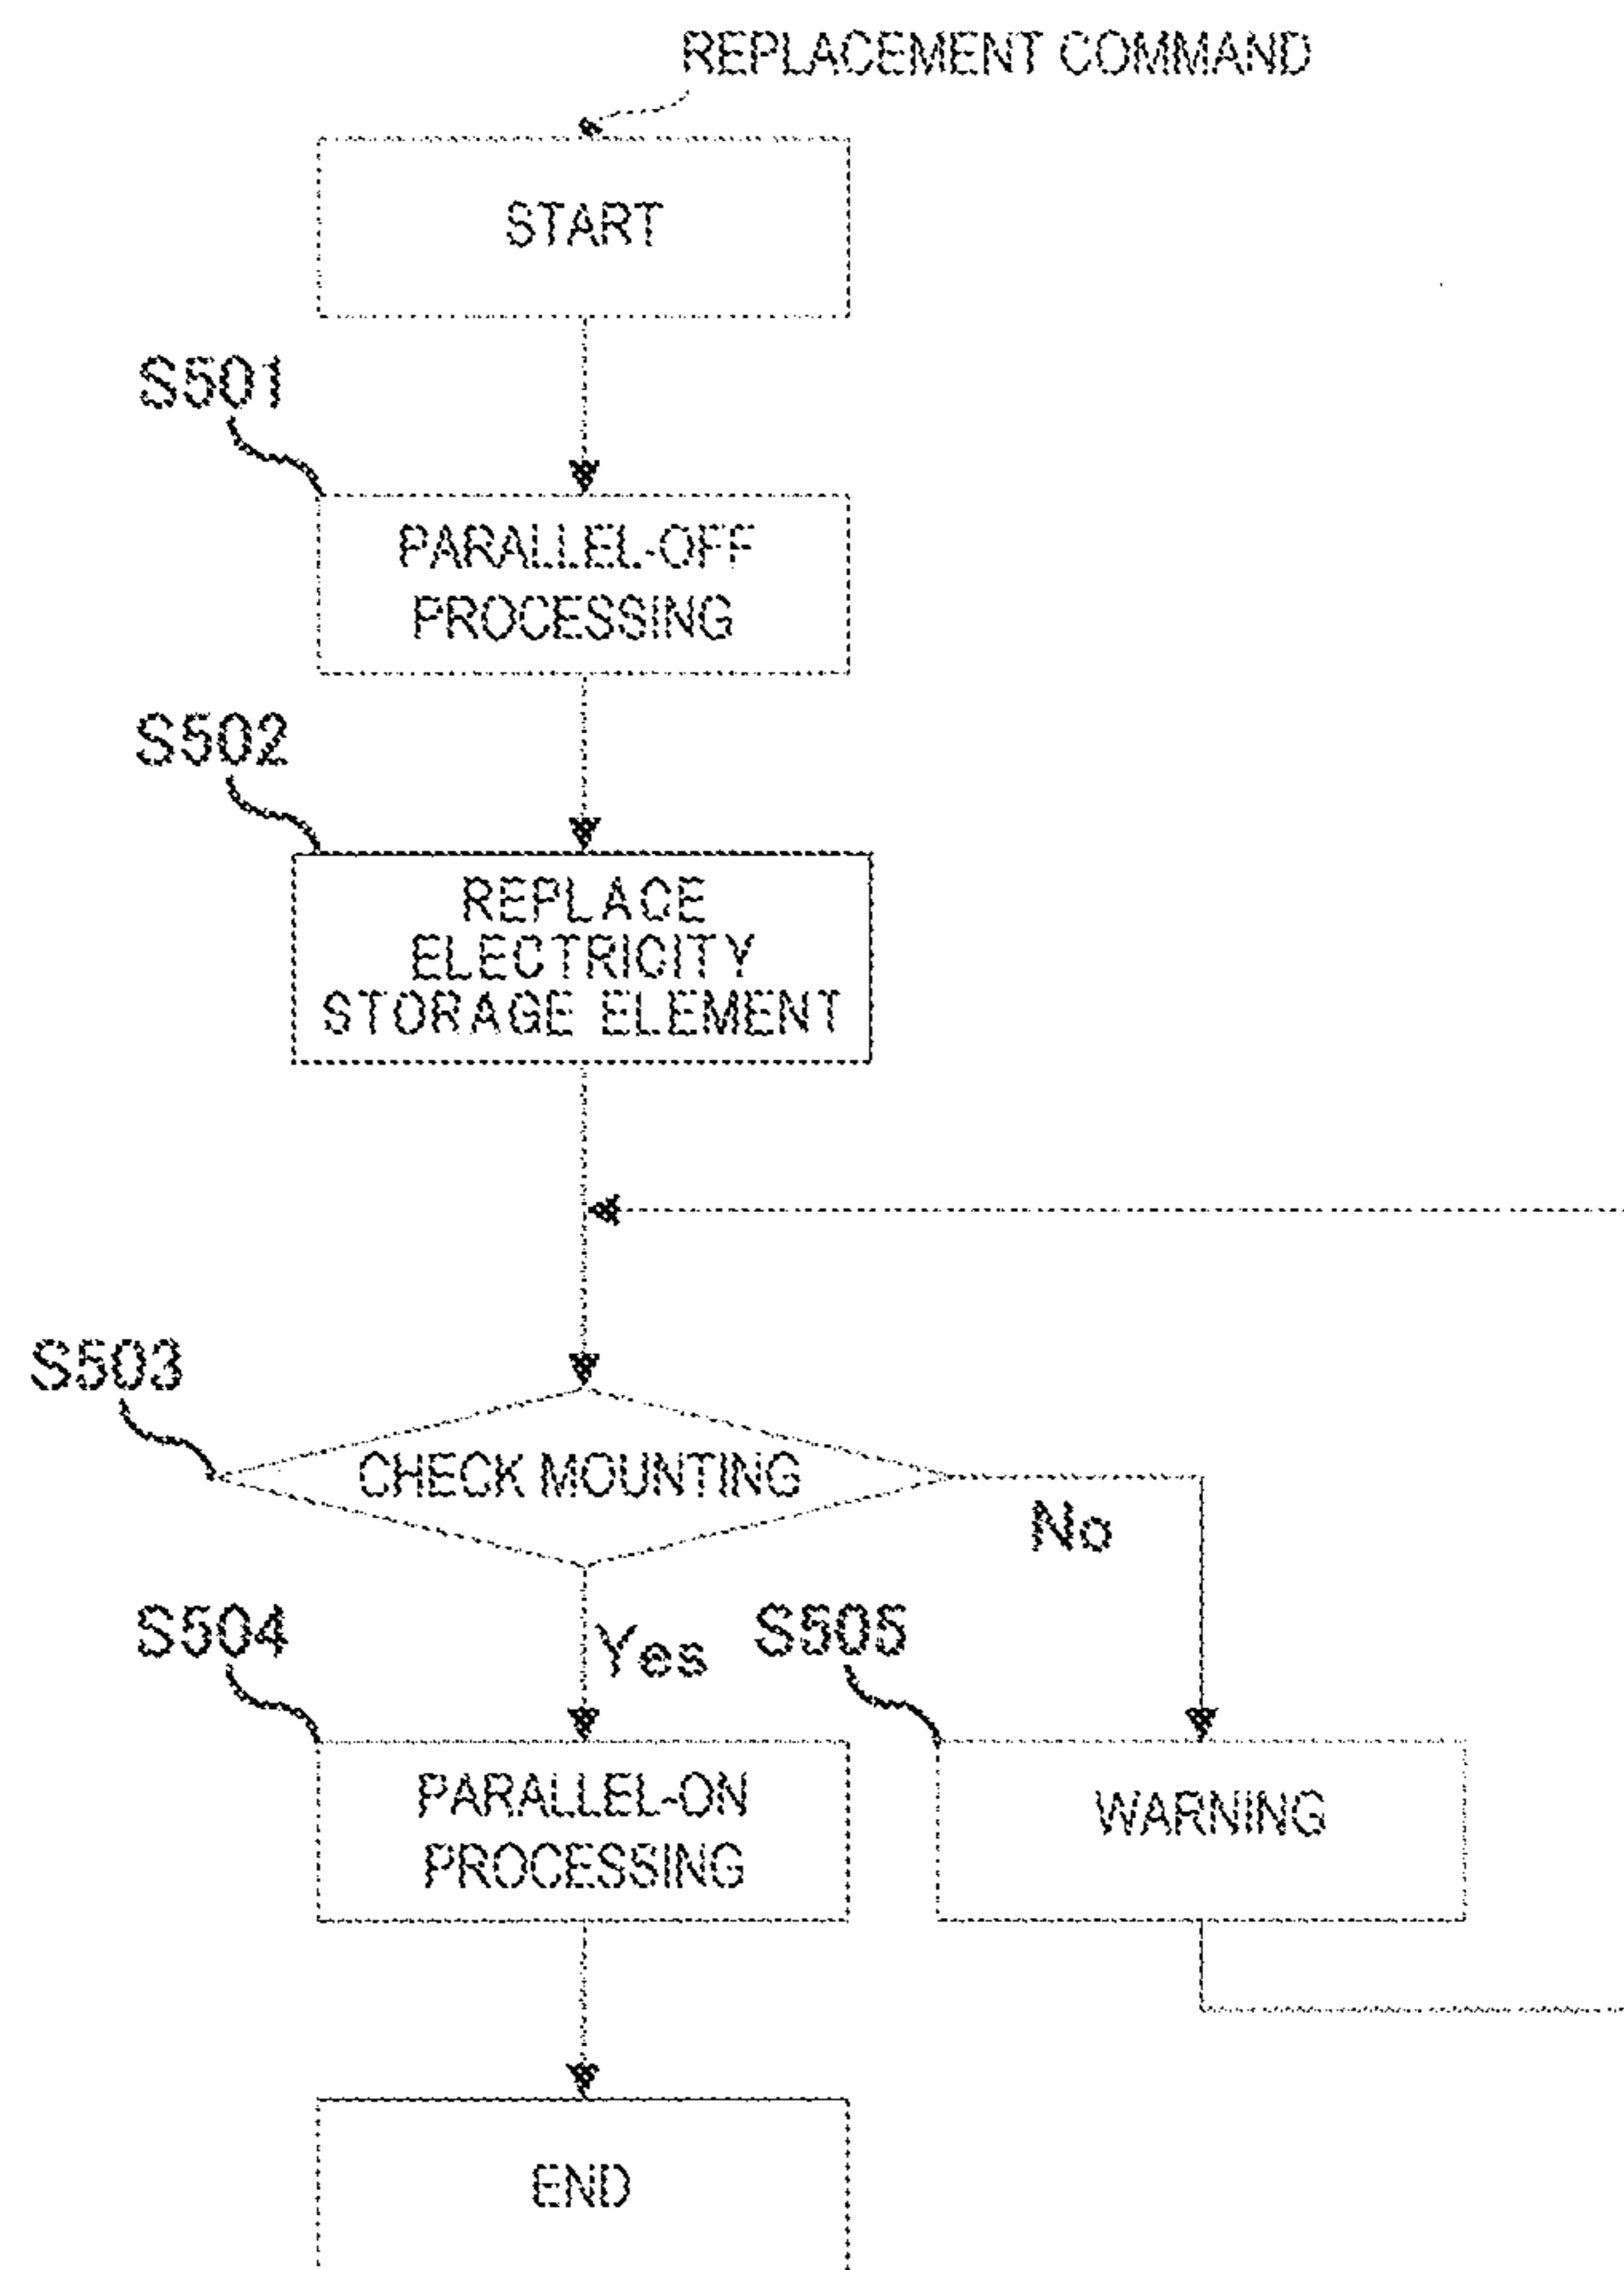 REPLACEMENT COMMAND
START
S501
PARALLEL-OFF
PROCESSING
S502
REPLACE
ELECTRICITY
STORAGE ELEMENT
S503
CHECK MOUNTING
No
S504
Yes
S505
PARALLEL-ON
PROCESSING
WARNING
END